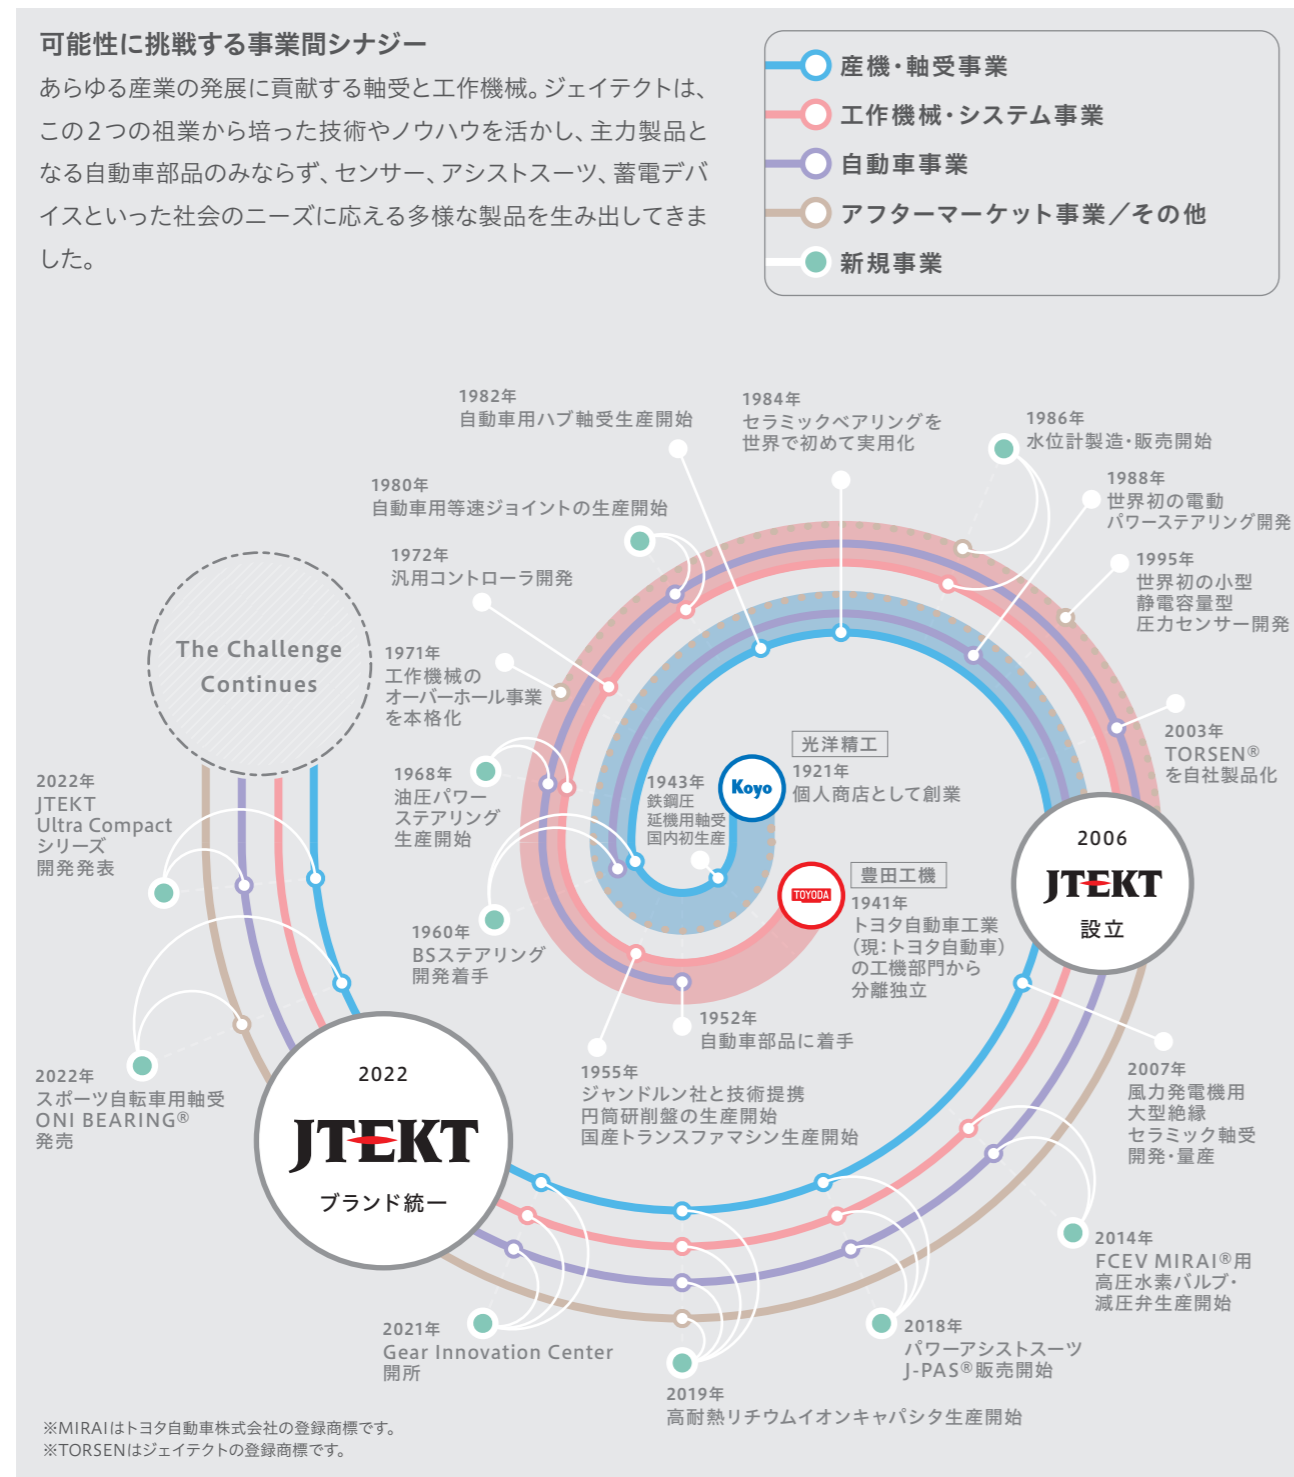 可能性に挑戦する事業間シナジー
あらゆる産業の発展に貢献する軸受と工作機械。ジェイテクトは、
この2つの祖業から培った技術やノウハウを活かし、主力製品と
なる自動車部品のみならず、センサー、アシストスーツ、蓄電デバ
イスといった社会のニーズに応える多様な製品を生み出してきま
した。
産機・軸受事業
工作機械・システム事業
自動車事業
アフターマーケット事業／その他
新規事業
1982年
自動車用ハブ軸受生産開始
1984年
セラミックベアリングを
世界で初めて実用化
1986年
水位計製造・販売開始
1980年
自動車用等速ジョイントの生産開始
1988年
世界初の電動
パワーステアリング開発
1972年
汎用コントローラ開発
1995年
世界初の小型
静電容量型
圧力センサー開発
The Challenge
Continues
1971年
工作機械の
オーバーホール事業
を本格化
2003年
TORSEN®
を自社製品化
光洋精工
1921年
個人商店として創業
Koyo
1943年
鉄鋼圧
延機用軸受
国内初生産
1968年
油圧パワー
ステアリング
生産開始
2022年
JTEKT
Ultra Compact
シリーズ
開発発表
2006
JTEKT
設立
豊田工機
TOYODA
1941年
トヨタ自動車工業
（現：トヨタ自動車）
の工機部門から
分離独立
1960年
BSステアリング
開発着手
1952年
自動車部品に着手
1955年
ジャンドルン社と技術提携
円筒研削盤の生産開始
国産トランスファマシン生産開始
2007年
風力発電機用
大型絶縁
セラミック軸受
開発・量産
2022年
スポーツ自転車用軸受
ONI BEARING®
発売
2022
JTEKT
ブランド統一
2014年
FCEV MIRAI®用
高圧水素バルブ・
減圧弁生産開始
2018年
パワーアシストスーツ
J-PAS®販売開始
2021年
Gear Innovation Center
開所
2019年
高耐熱リチウムイオンキャパシタ生産開始
※MIRAIはトヨタ自動車株式会社の登録商標です。
※TORSENはジェイテクトの登録商標です。